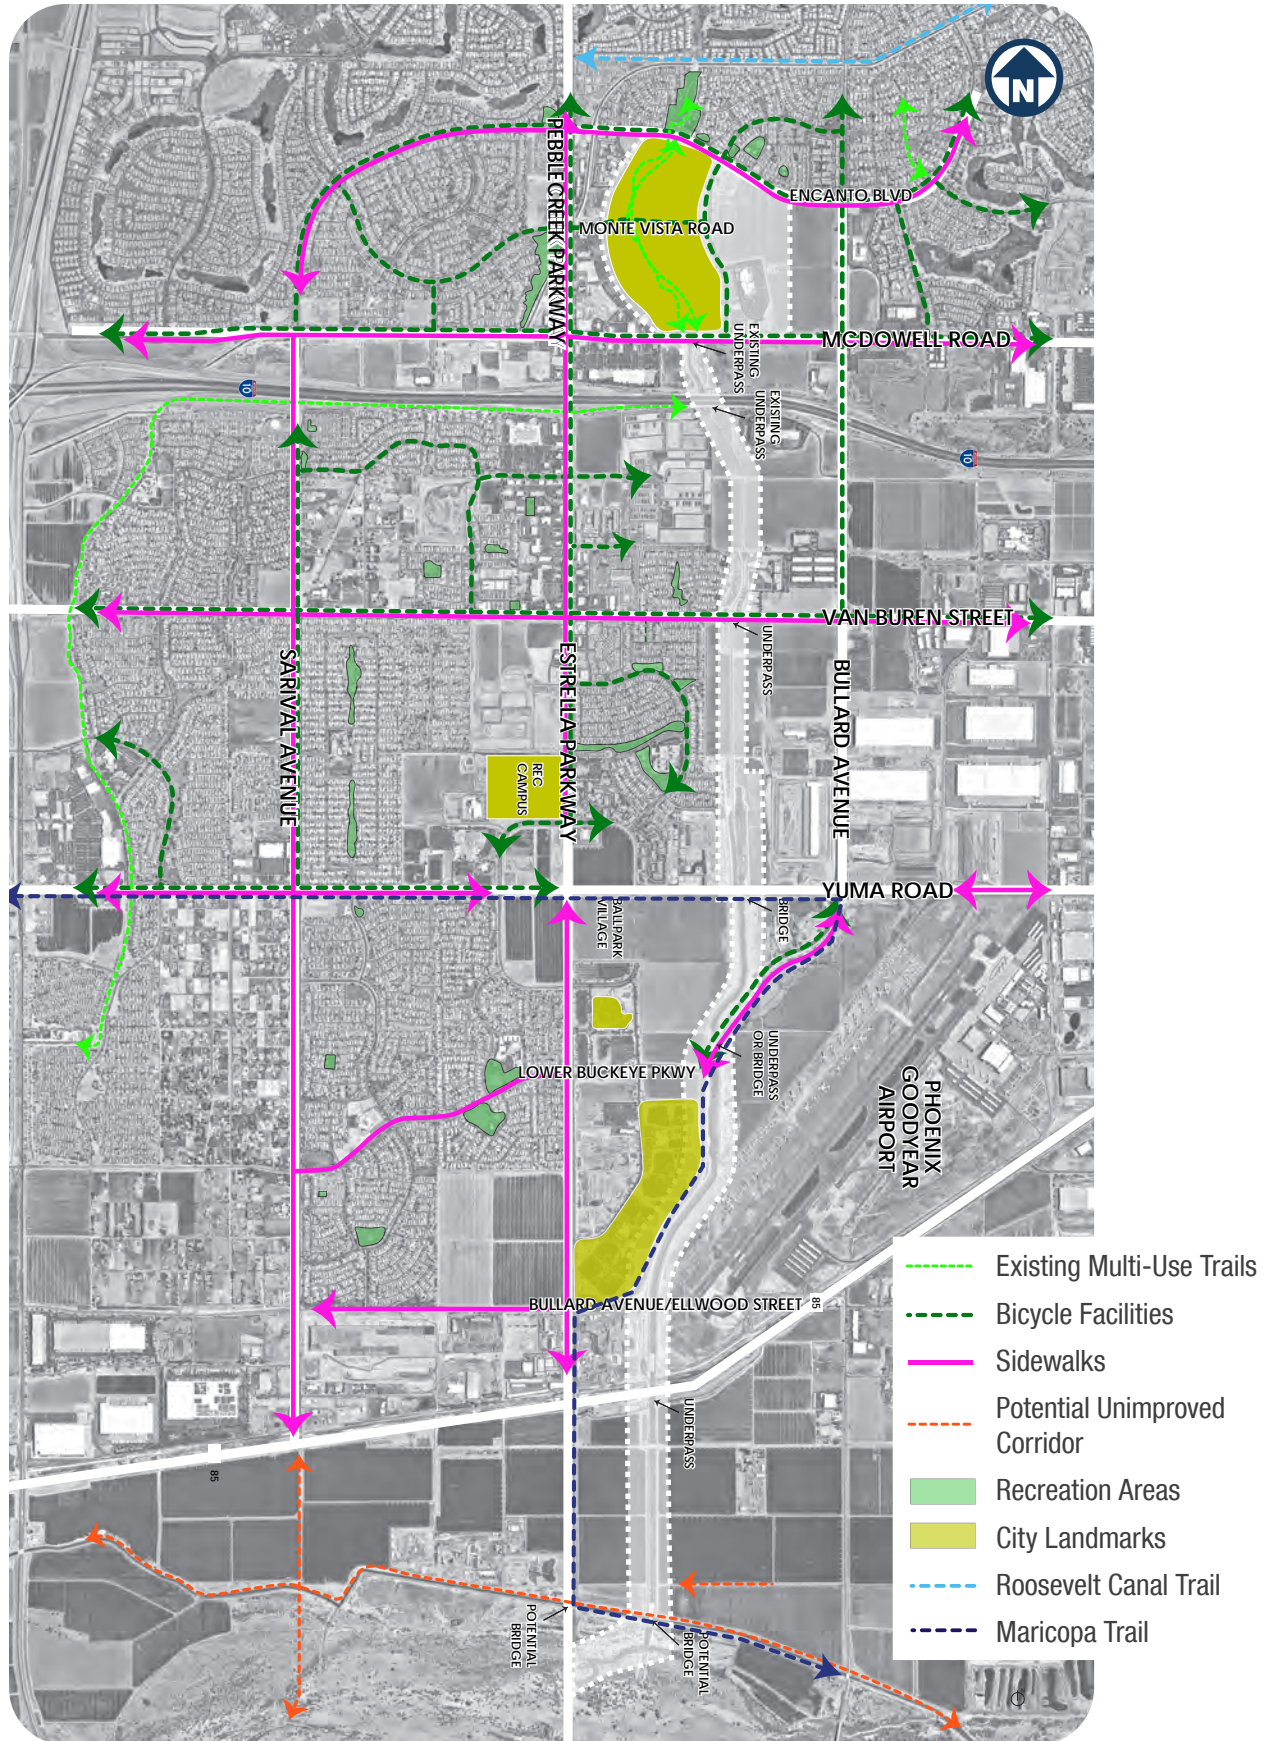 N
PEBBLECREEK PARKWAY
ENCANTO BLVD
MONTE VISTA ROAD
EXISTING
UNDERPASS
MCDOWELL ROAD
10
EXISTING
UNDERPASS
10
VAN BUREN STREET
UNDERPASS
SARIVAL AVENUE
ESTRELLA PARKWAY
BULLARD AVENUE
REC
CAMPUS
YUMA ROAD
BALLPARK
VILLAGE
BRIDGE
UNDERPASS
OR BRIDGE
LOWER BUCKEYE PKWY
PHOENIX
GOODYEAR
AIRPORT
BULLARD AVENUE/ELLWOOD STREET
85
UNDERPASS
85
POTENTIAL
BRIDGE
POTENTIAL
BRIDGE
Existing Multi-Use Trails
Bicycle Facilities
Sidewalks
Potential Unimproved
Corridor
Recreation Areas
City Landmarks
Roosevelt Canal Trail
Maricopa Trail